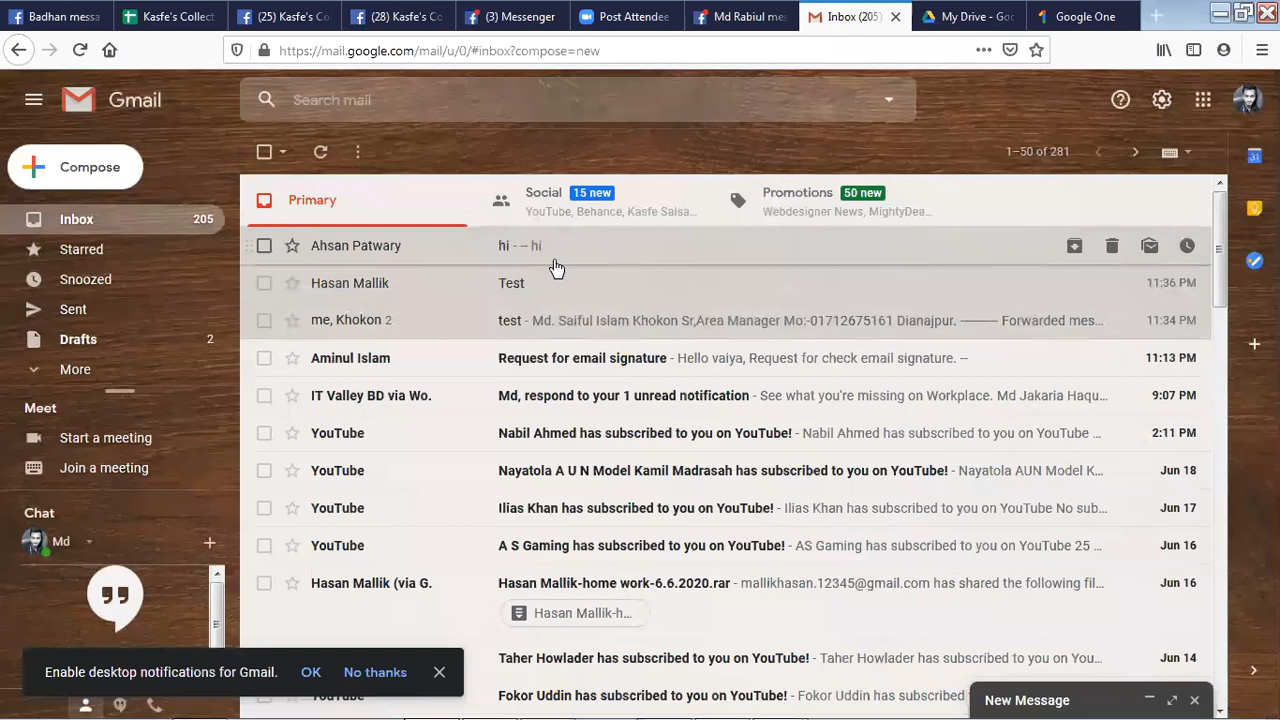 Badhan messa
Kasfe's Collect
(25) Kasfe's Co
(28) Kasfe's Co
(3) Messenger
Post Attendee
Md Rabiul me
Inbox (205)
My Drive - Go
Google One
https://mail.google.com/mail/u/0/#inbox?compose=new
Gmail
Search mail
Compose
1–50 of 281
Inbox 205
Starred
Snoozed
Sent
Drafts 2
More
Meet
Start a meeting
Join a meeting
Chat
Md
Primary
Social 15 new
YouTube, Behance, Kasfe Salsa...
Promotions 50 new
Webdesigner News, MightyDea...
Ahsan Patwary hi - -- hi
Hasan Mallik Test 11:36 PM
me, Khokon 2 test - Md. Saiful Islam Khokon Sr,Area Manager Mo:-01712675161 Dianajpur. ---------- Forwarded mes... 11:34 PM
Aminul Islam Request for email signature - Hello vaiya, Request for check email signature. -- 11:13 PM
IT Valley BD via Wo. Md, respond to your 1 unread notification - See what you're missing on Workplace. Md Jakaria Haqu... 9:07 PM
YouTube Nabil Ahmed has subscribed to you on YouTube! - Nabil Ahmed has subscribed to you on YouTube ... 2:11 PM
YouTube Nayatola A U N Model Kamil Madrasah has subscribed to you on YouTube! - Nayatola AUN Model K... Jun 18
YouTube Ilias Khan has subscribed to you on YouTube! - Ilias Khan has subscribed to you on YouTube No sub... Jun 17
YouTube A S Gaming has subscribed to you on YouTube! - AS Gaming has subscribed to you on YouTube 25 ... Jun 16
Hasan Mallik (via G. Hasan Mallik-home work-6.6.2020.rar - mallikhasan.12345@gmail.com has shared the following fil... Jun 16
Hasan Mallik-h...
Taher Howlader has subscribed to you on YouTube! - Taher Howlader has subscribed to you on You... Jun 14
YouTube Fokor Uddin has subscribed to you on YouTube! - Fokor Uddin has subscribed
Enable desktop notifications for Gmail. OK No thanks
New Message
31